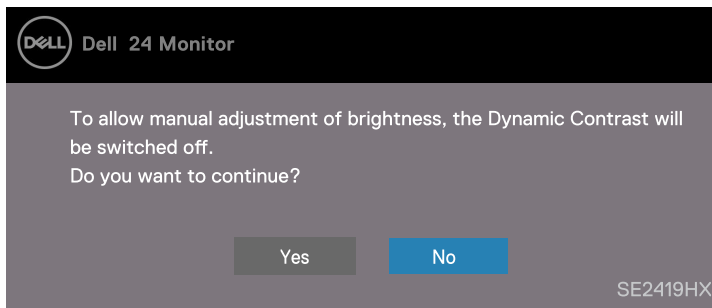 DELL
Dell 24 Monitor
To allow manual adjustment of brightness, the Dynamic Contrast will
be switched off.
Do you want to continue?
Yes
No
SE2419HX